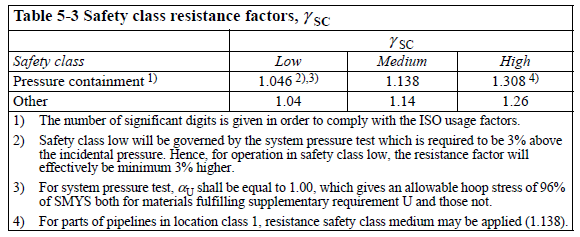 Table 5-3 Safety class resistance factors, γSC
γSC
Safety class Low Medium High
Pressure containment 1) 1.046 2),3) 1.138 1.308 4)
Other 1.04 1.14 1.26
1) The number of significant digits is given in order to comply with the ISO usage factors.
2) Safety class low will be governed by the system pressure test which is required to be 3% above
the incidental pressure. Hence, for operation in safety class low, the resistance factor will
effectively be minimum 3% higher.
3) For system pressure test, αU shall be equal to 1.00, which gives an allowable hoop stress of 96%
of SMYS both for materials fulfilling supplementary requirement U and those not.
4) For parts of pipelines in location class 1, resistance safety class medium may be applied (1.138).